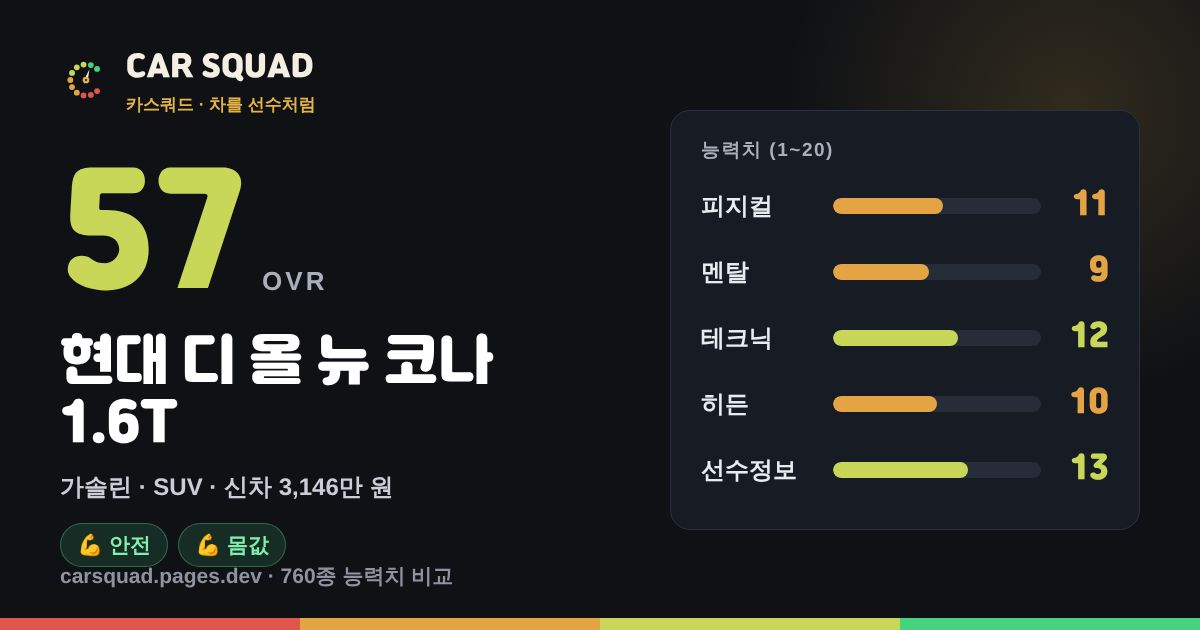 CAR SQUAD
카스쿼드 · 차를 선수처럼
57 OVR
현대 디 올 뉴 코나
1.6T
가솔린 · SUV · 신차 3,146만 원
💪 안전 💪 몸값
carsquad.pages.dev · 760종 능력치 비교
능력치 (1~20)
피지컬 11
멘탈 9
테크닉 12
히든 10
선수정보 13